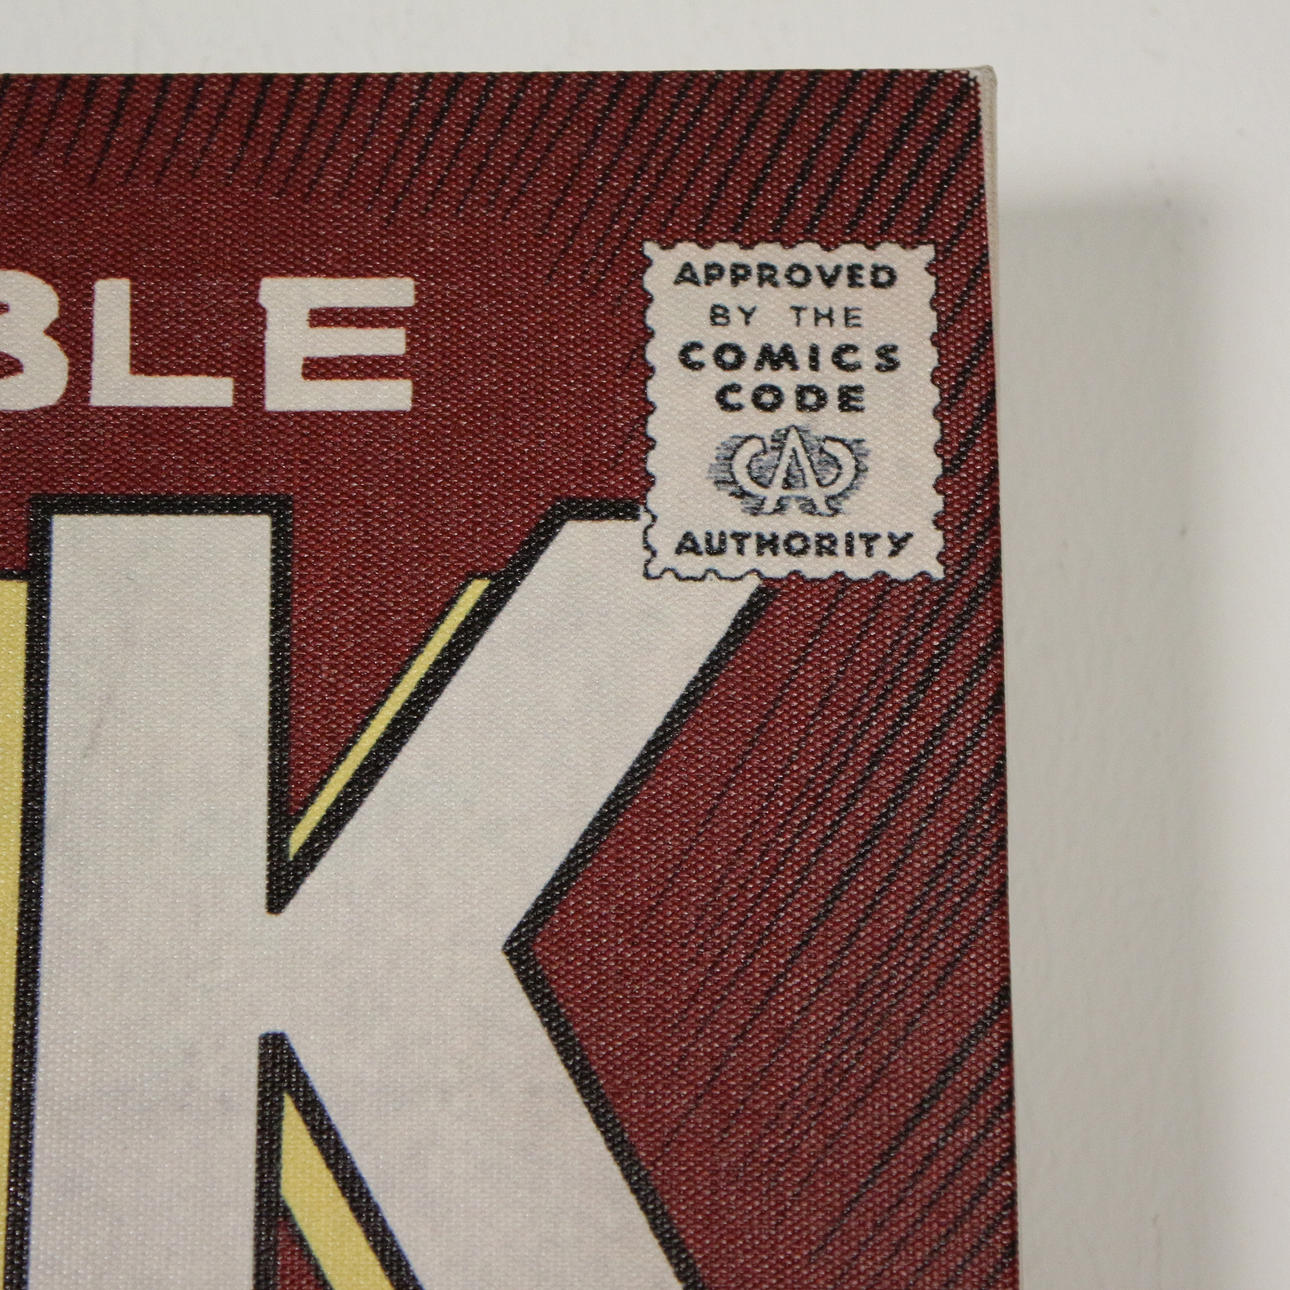 BLE
K
APPROVED
BY THE
COMICS
CODE
CA
AUTHORITY